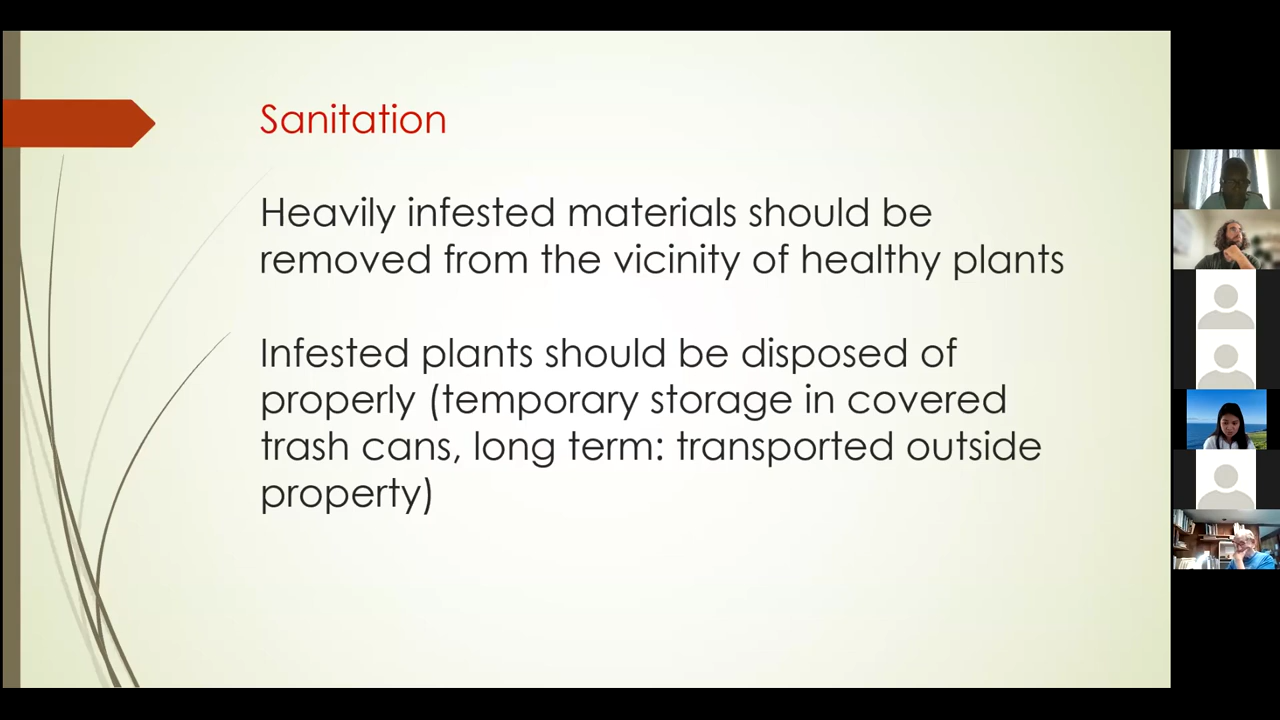 Sanitation
Heavily infested materials should be
removed from the vicinity of healthy plants
Infested plants should be disposed of
properly (temporary storage in covered
trash cans, long term: transported outside
property)